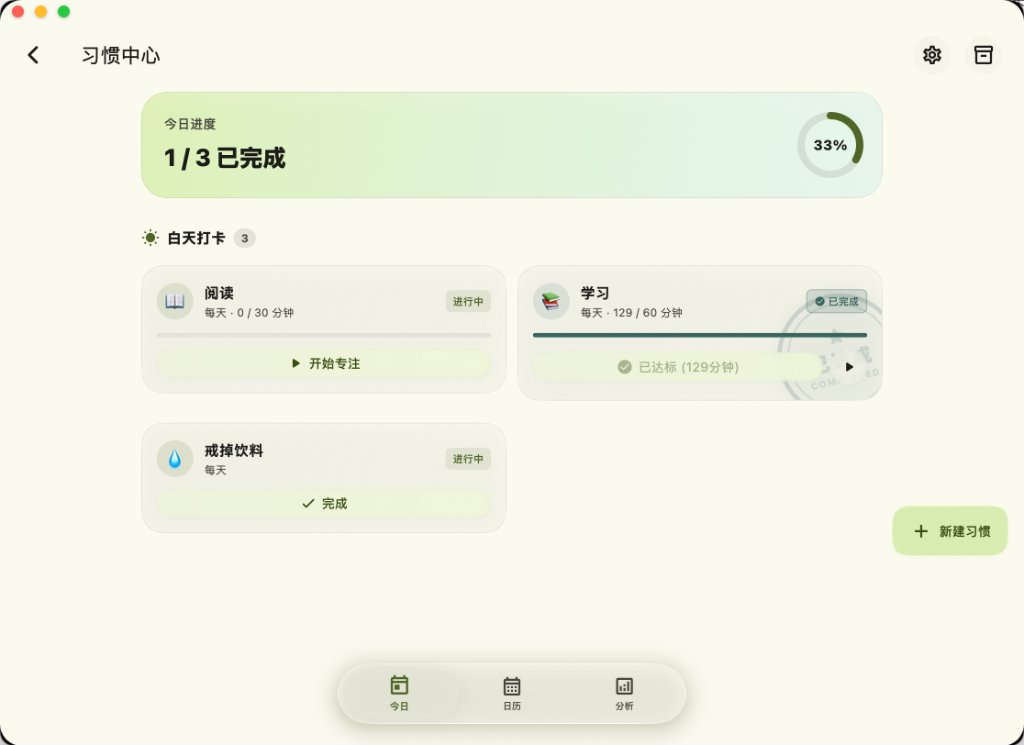 习惯中心
今日进度
1 / 3 已完成
33%
白天打卡 3
阅读
每天 · 0 / 30 分钟
进行中
开始专注
学习
每天 · 129 / 60 分钟
已完成
已达标 (129分钟)
戒掉饮料
每天
进行中
完成
新建习惯
今日
日历
分析